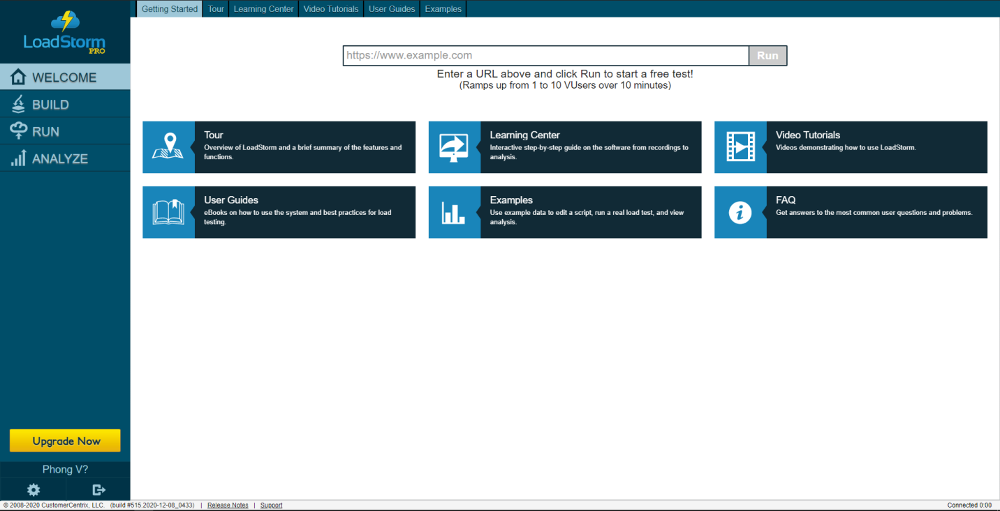 LoadStorm
PRO
WELCOME
BUILD
RUN
ANALYZE
Upgrade Now
Phong V?
Getting Started Tour Learning Center Video Tutorials User Guides Examples
https://www.example.com Run
Enter a URL above and click Run to start a free test!
(Ramps up from 1 to 10 VUsers over 10 minutes)
Tour
Overview of LoadStorm and a brief summary of the features and
functions.
Learning Center
Interactive step-by-step guide on the software from recordings to
analysis.
Video Tutorials
Videos demonstrating how to use LoadStorm.
User Guides
eBooks on how to use the system and best practices for load
testing.
Examples
Use example data to edit a script, run a real load test, and view
analysis.
FAQ
Get answers to the most common user questions and problems.
© 2008-2020 CustomerCentrix, LLC. (build #515.2020-12-08_0433) | Release Notes | Support Connected 0:00